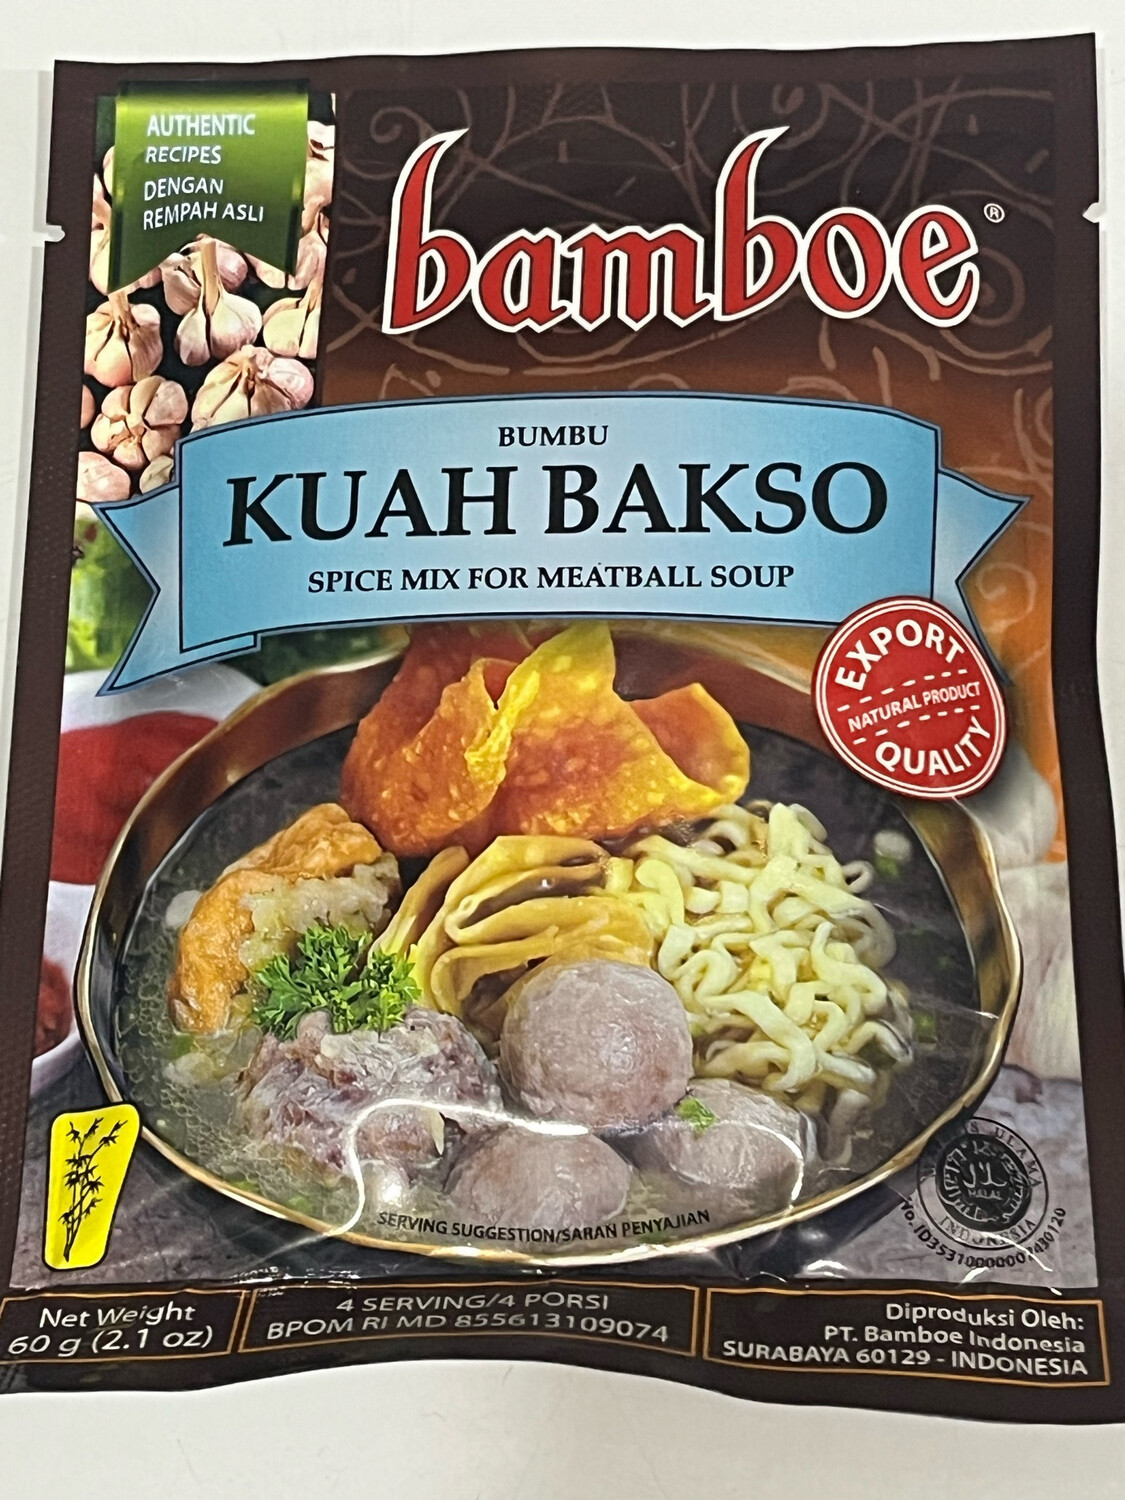 AUTHENTIC
RECIPES
DENGAN
REMPAH ASLI
bamboe®
BUMBU
KUAH BAKSO
SPICE MIX FOR MEATBALL SOUP
EXPORT
NATURAL PRODUCT
QUALITY
SERVING SUGGESTION/SARAN PENYAJIAN
ULAMA
HALAL
INDONESIA
Net Weight
60 g (2.1 oz)
4 SERVING/4 PORSI
BPOM RI MD 855613109074
Diproduksi Oleh:
PT. Bamboe Indonesia
SURABAYA 60129 - INDONESIA